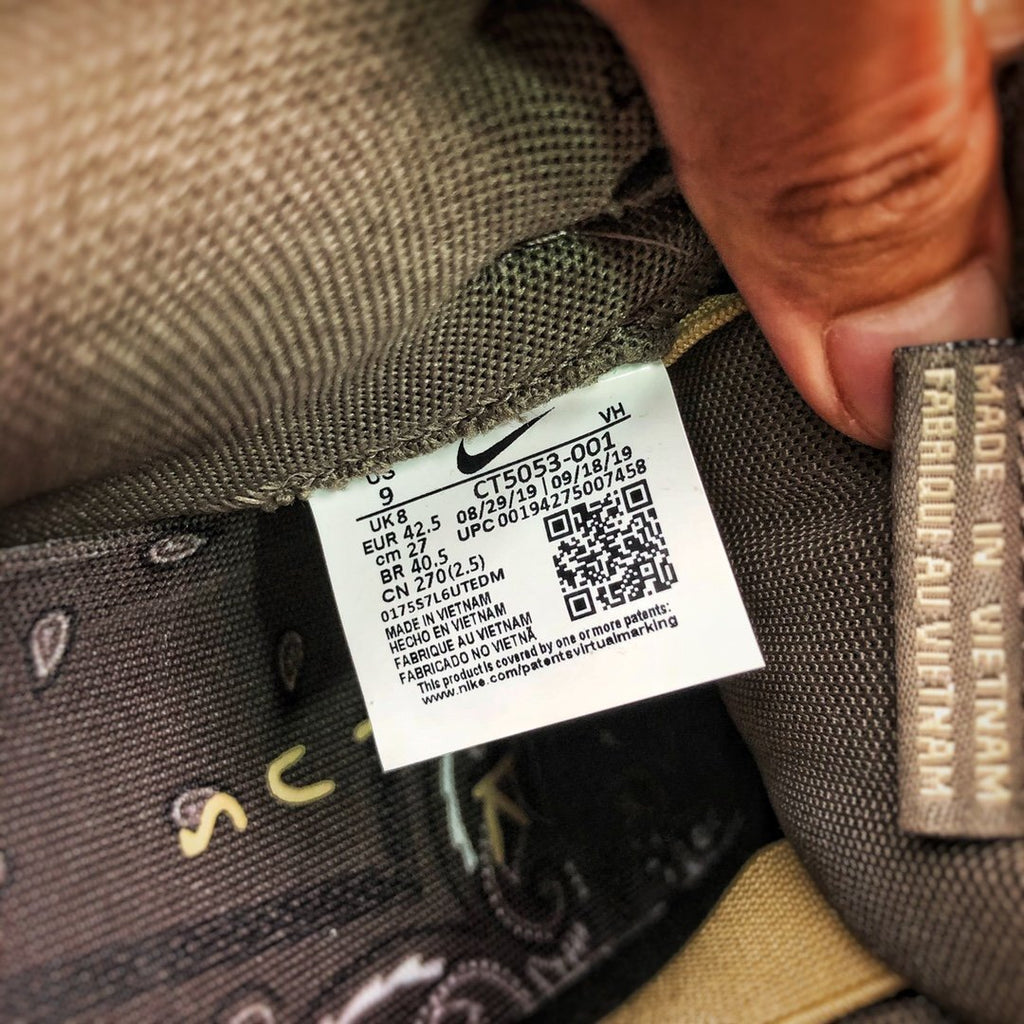 VH
US
9
CT5053-001
08/29/19 | 09/18/19
UPC 00194275007458
UK 8
EUR 42.5
cm 27
BR 40.5
CN 270(2.5)
017557L6UTEDM
MADE IN VIETNAM
HECHO EN VIETNAM
FABRIQUE AU VIETNAM
FABRICADO NO VIETNÃ
This product is covered by one or more patents:
www.nike.com/patentsvirtualmarking
MADE IN VIETNAM
FABRIQUÉ AU VIETNAM